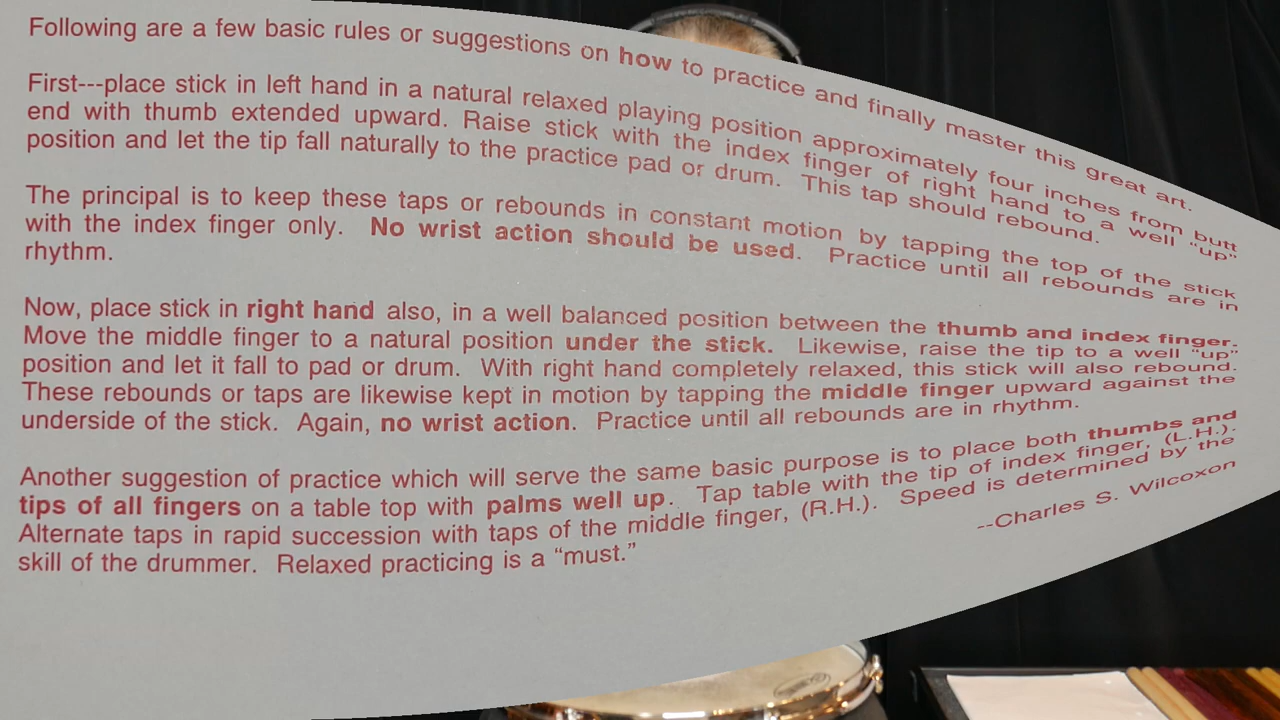 Following are a few basic rules or suggestions on how to practice and finally master this great art.
First---place stick in left hand in a natural relaxed playing position approximately four inches from butt
end with thumb extended upward. Raise stick with the index finger of right hand to a well "up"
position and let the tip fall naturally to the practice pad or drum. This tap should rebound.
The principal is to keep these taps or rebounds in constant motion by tapping the top of the stick
with the index finger only. No wrist action should be used. Practice until all rebounds are in
rhythm.
Now, place stick in right hand also, in a well balanced position between the thumb and index finger.
Move the middle finger to a natural position under the stick. Likewise, raise the tip to a well "up"
position and let it fall to pad or drum. With right hand completely relaxed, this stick will also rebound.
These rebounds or taps are likewise kept in motion by tapping the middle finger upward against the
underside of the stick. Again, no wrist action. Practice until all rebounds are in rhythm.
Another suggestion of practice which will serve the same basic purpose is to place both thumbs and
tips of all fingers on a table top with palms well up. Tap table with the tip of index finger, (L.H.).
Alternate taps in rapid succession with taps of the middle finger, (R.H.). Speed is determined by the
skill of the drummer. Relaxed practicing is a “must.”
--Charles S. Wilcoxon